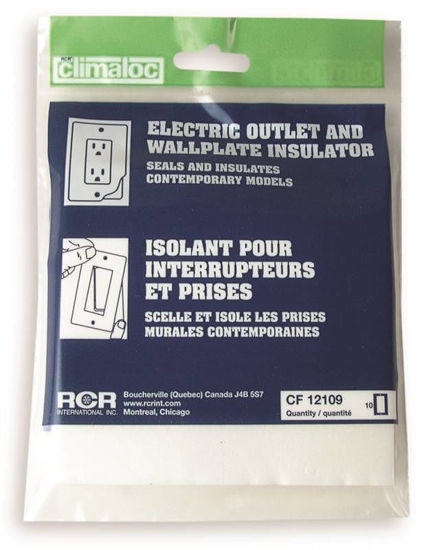 RCR
climaloc
ELECTRIC OUTLET AND
WALLPLATE INSULATOR
SEALS AND INSULATES
CONTEMPORARY MODELS
ISOLANT POUR
INTERRUPTEURS
ET PRISES
SCELLE ET ISOLE LES PRISES
MURALES CONTEMPORAINES
RCR
INTERNATIONAL INC.
Boucherville (Quebec) Canada J4B 5S7
www.rcrint.com
Montreal, Chicago
CF 12109
Quantity / quantité
10